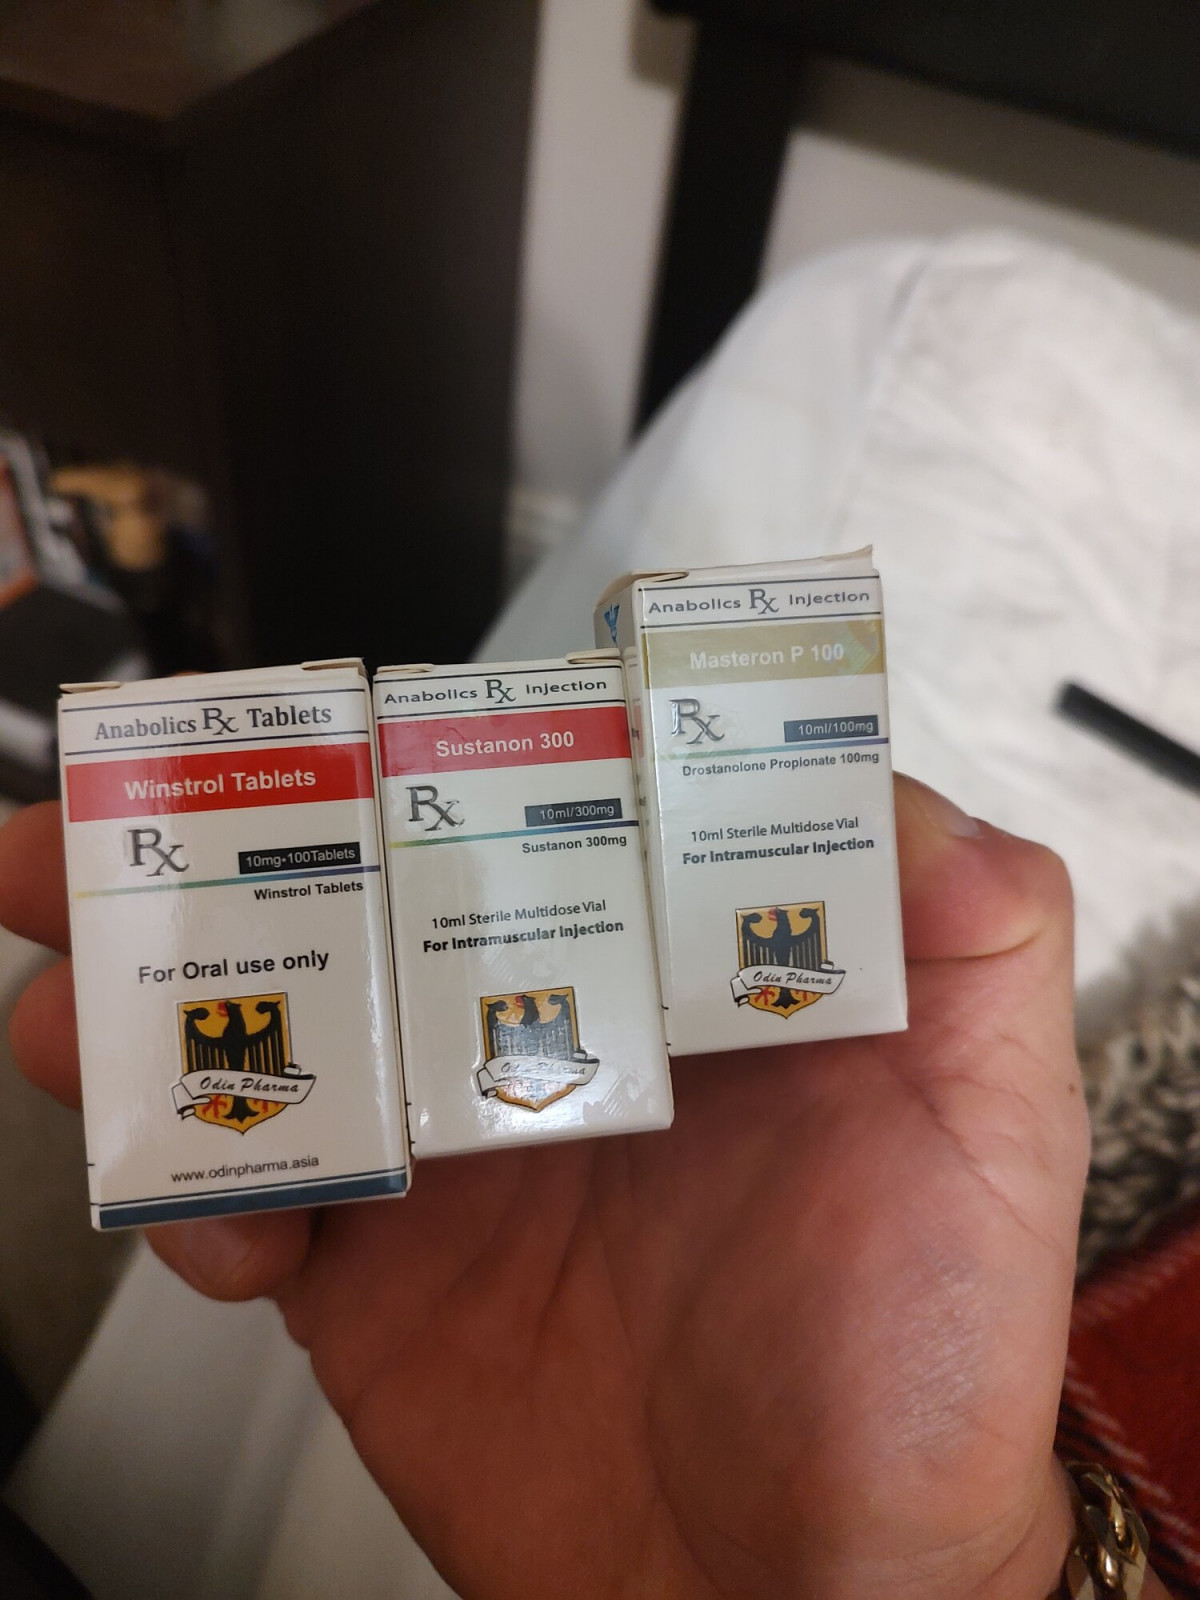 Anabolics Rx Tablets
Winstrol Tablets
Rx
10mg•100Tablets
Winstrol Tablets
For Oral use only
Odin Pharma
www.odinpharma.asia
Anabolics Rx Injection
Sustanon 300
Rx
10ml/300mg
Sustanon 300mg
10ml Sterile Multidose Vial
For Intramuscular Injection
Odin Pharma
Anabolics Rx Injection
Masteron P 100
Rx
10ml/100mg
Drostanolone Propionate 100mg
10ml Sterile Multidose Vial
For Intramuscular Injection
Odin Pharma